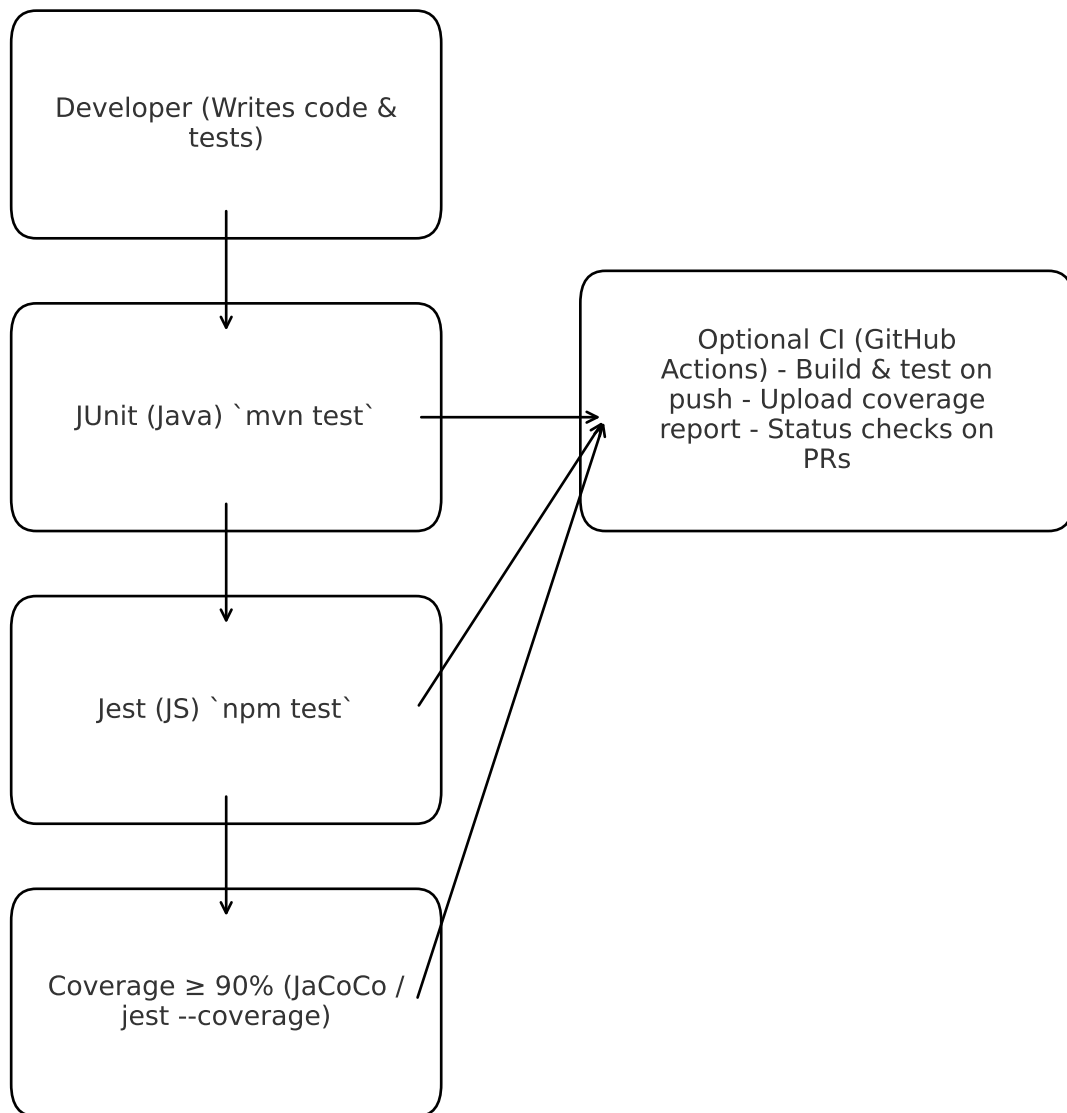 Developer (Writes code &
tests)
JUnit (Java) `mvn test`
Optional CI (GitHub
Actions) - Build & test on
push - Upload coverage
report - Status checks on
PRs
Jest (JS) `npm test`
Coverage ≥ 90% (JaCoCo /
jest --coverage)